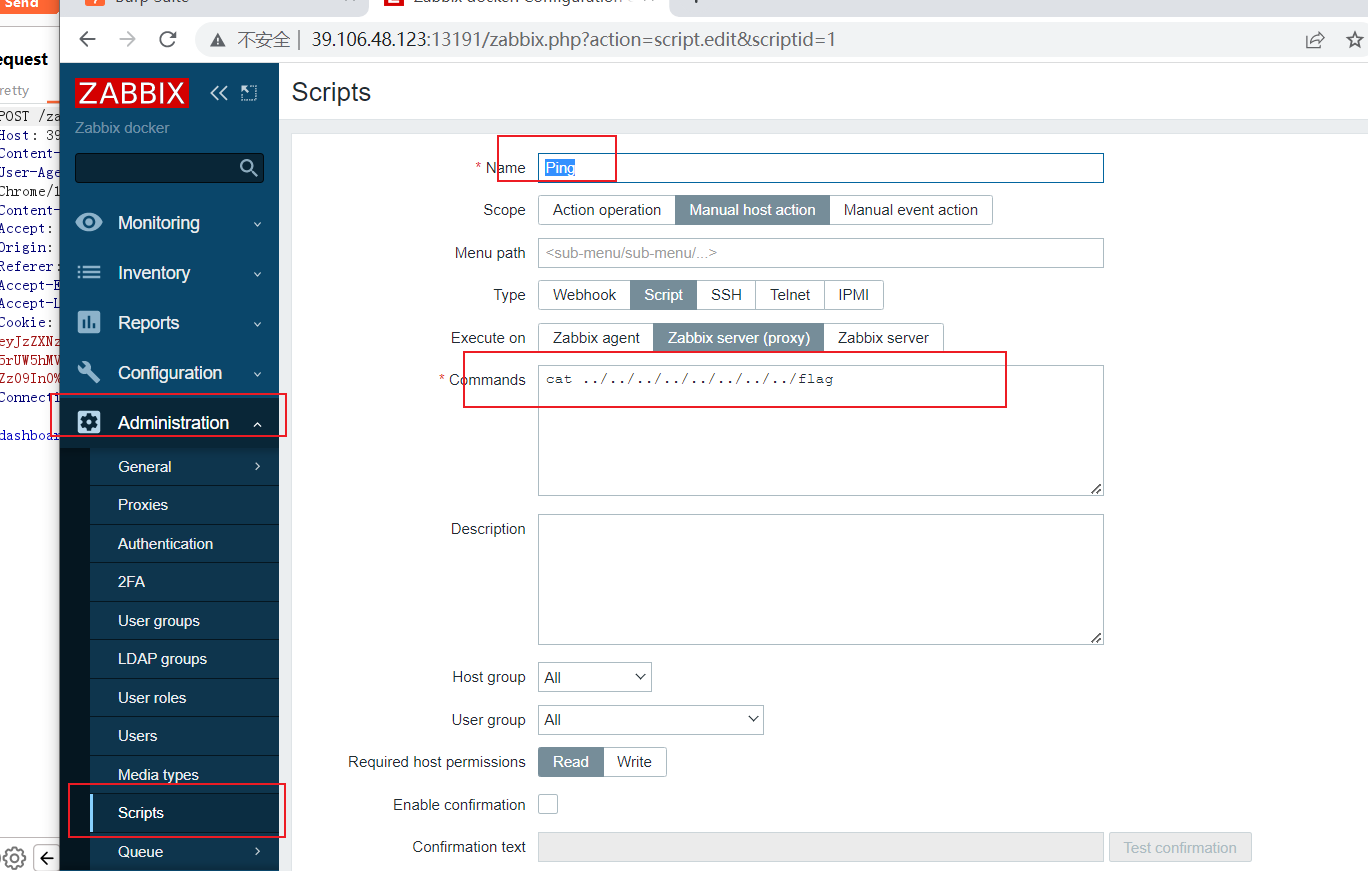 Send
Burp Suite
Zabbix docker: Configuration
不安全 | 39.106.48.123:13191/zabbix.php?action=script.edit&scriptid=1
equest
retty
POST /za
Host: 39
Content-
User-Age
Chrome/1
Content-
Accept:
Origin:
Referer:
Accept-E
Accept-L
Cookie:
eyJzZXNz
5rUW5hMV
Zz09In0%
Connecti
dashboar
ZABBIX
Zabbix docker
Monitoring
Inventory
Reports
Configuration
Administration
General
Proxies
Authentication
2FA
User groups
LDAP groups
User roles
Users
Media types
Scripts
Queue
Scripts
* Name Ping
Scope Action operation Manual host action Manual event action
Menu path <sub-menu/sub-menu/...>
Type Webhook Script SSH Telnet IPMI
Execute on Zabbix agent Zabbix server (proxy) Zabbix server
* Commands cat ../../../../../../../../flag
Description
Host group All
User group All
Required host permissions Read Write
Enable confirmation
Confirmation text Test confirmation